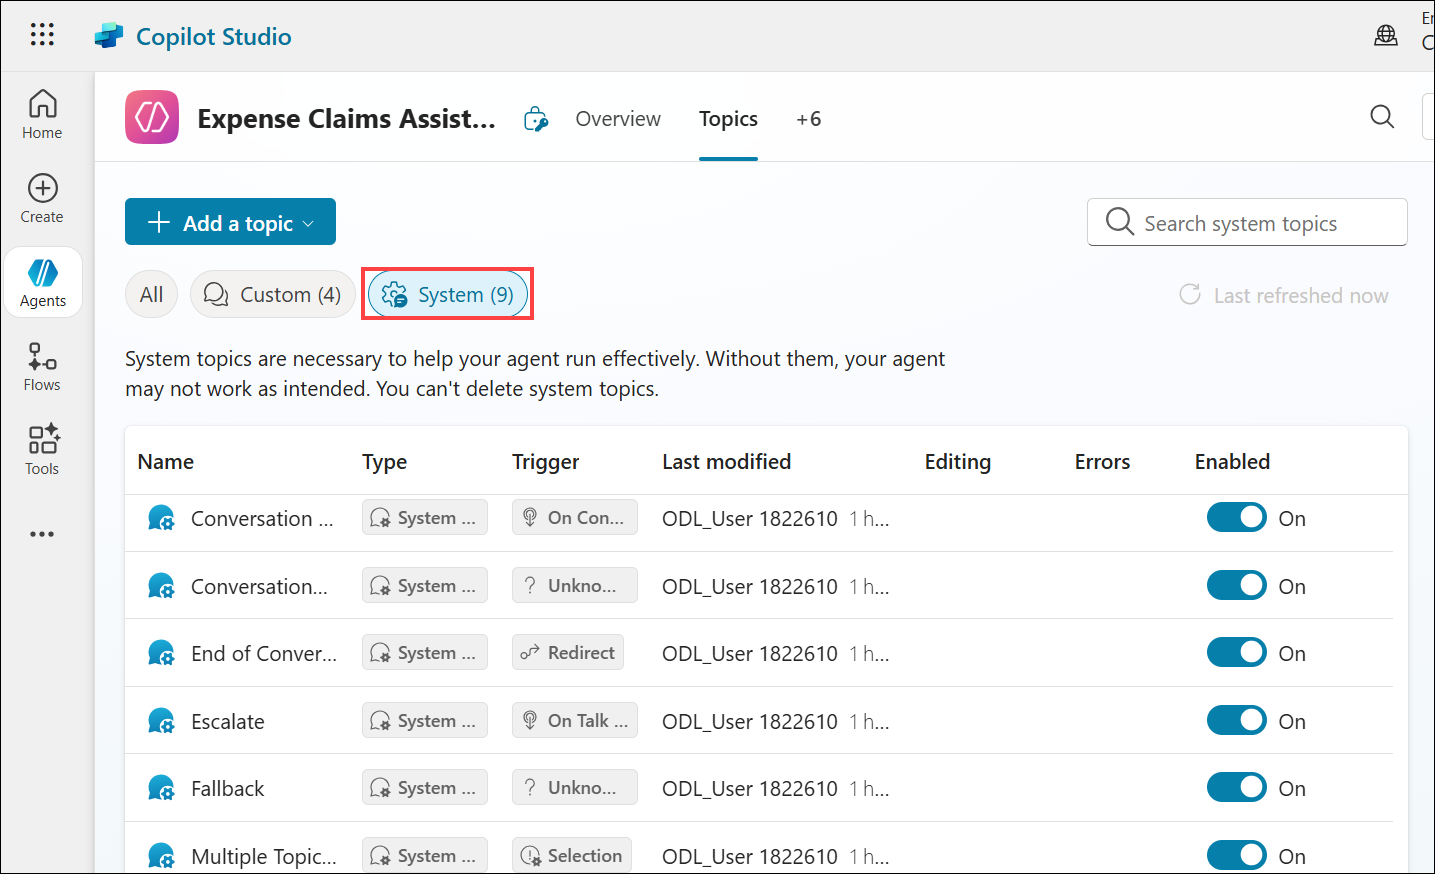 Copilot Studio
Home
Create
Agents
Flows
Tools
Expense Claims Assist...
Overview
Topics
+6
Add a topic
Search system topics
All
Custom (4)
System (9)
Last refreshed now
System topics are necessary to help your agent run effectively. Without them, your agent
may not work as intended. You can't delete system topics.
Name Type Trigger Last modified Editing Errors Enabled
Conversation ... System ... On Con... ODL_User 1822610 1 h... On
Conversation... System ... Unkno... ODL_User 1822610 1 h... On
End of Conver... System ... Redirect ODL_User 1822610 1 h... On
Escalate System ... On Talk ... ODL_User 1822610 1 h... On
Fallback System ... Unkno... ODL_User 1822610 1 h... On
Multiple Topic... System ... Selection ODL_User 1822610 1 h... On